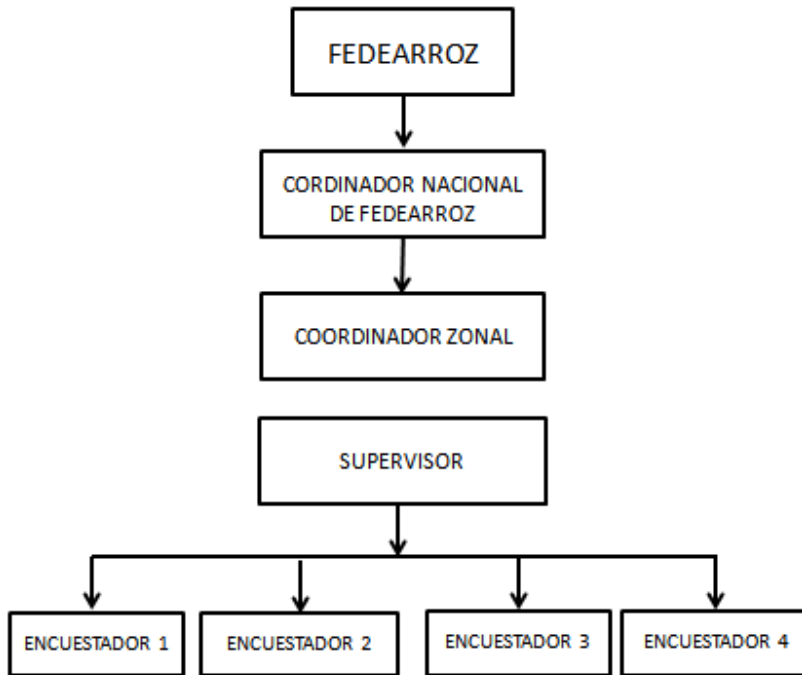 FEDEARROZ
CORDINADOR NACIONAL
DE FEDEARROZ
COORDINADOR ZONAL
SUPERVISOR
ENCUESTADOR 1
ENCUESTADOR 2
ENCUESTADOR 3
ENCUESTADOR 4